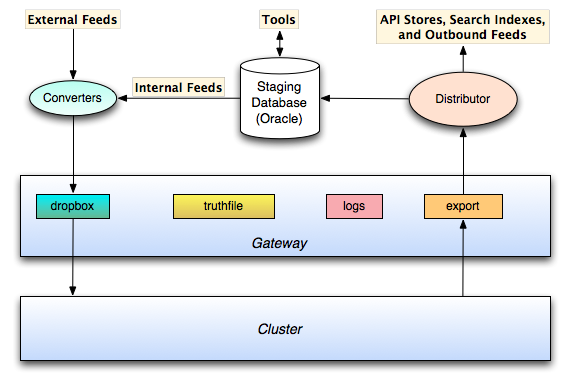 External Feeds
Tools
API Stores, Search Indexes,
and Outbound Feeds
Internal Feeds
Converters
Staging
Database
(Oracle)
Distributor
dropbox
truthfile
logs
export
Gateway
Cluster